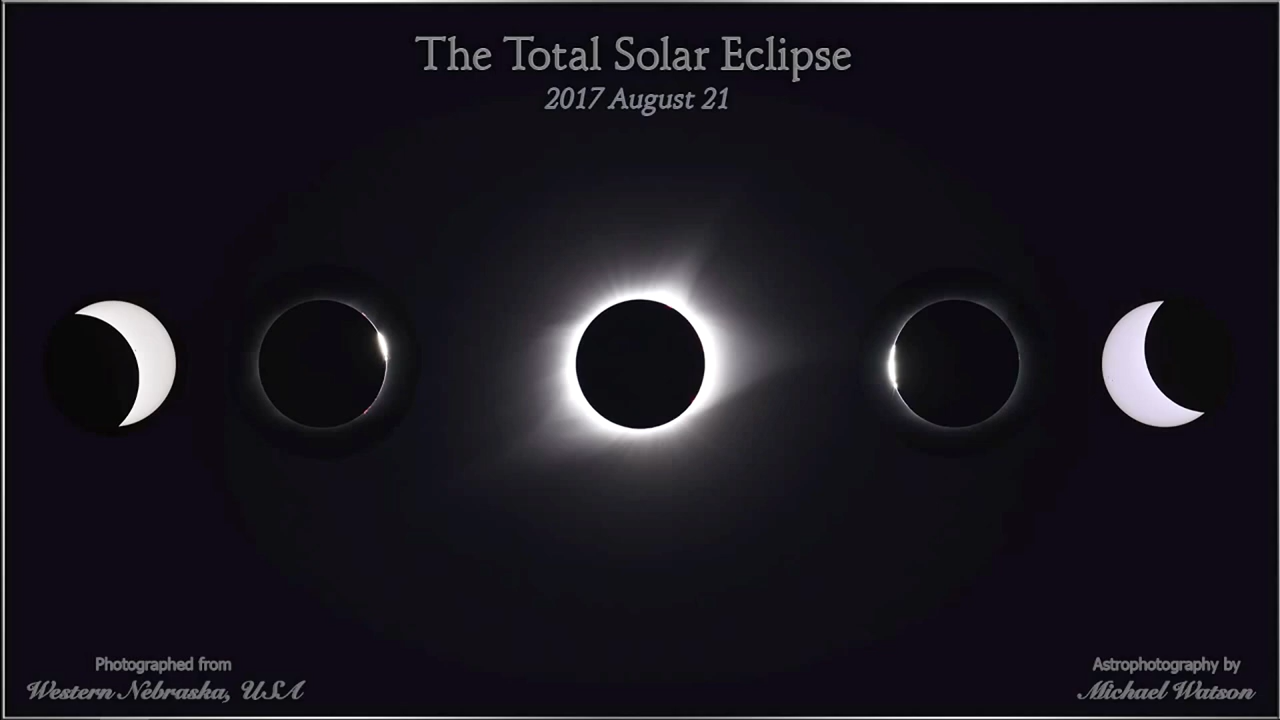 The Total Solar Eclipse
2017 August 21
Photographed from
Western Nebraska, USA
Astrophotography by
Michael Watson